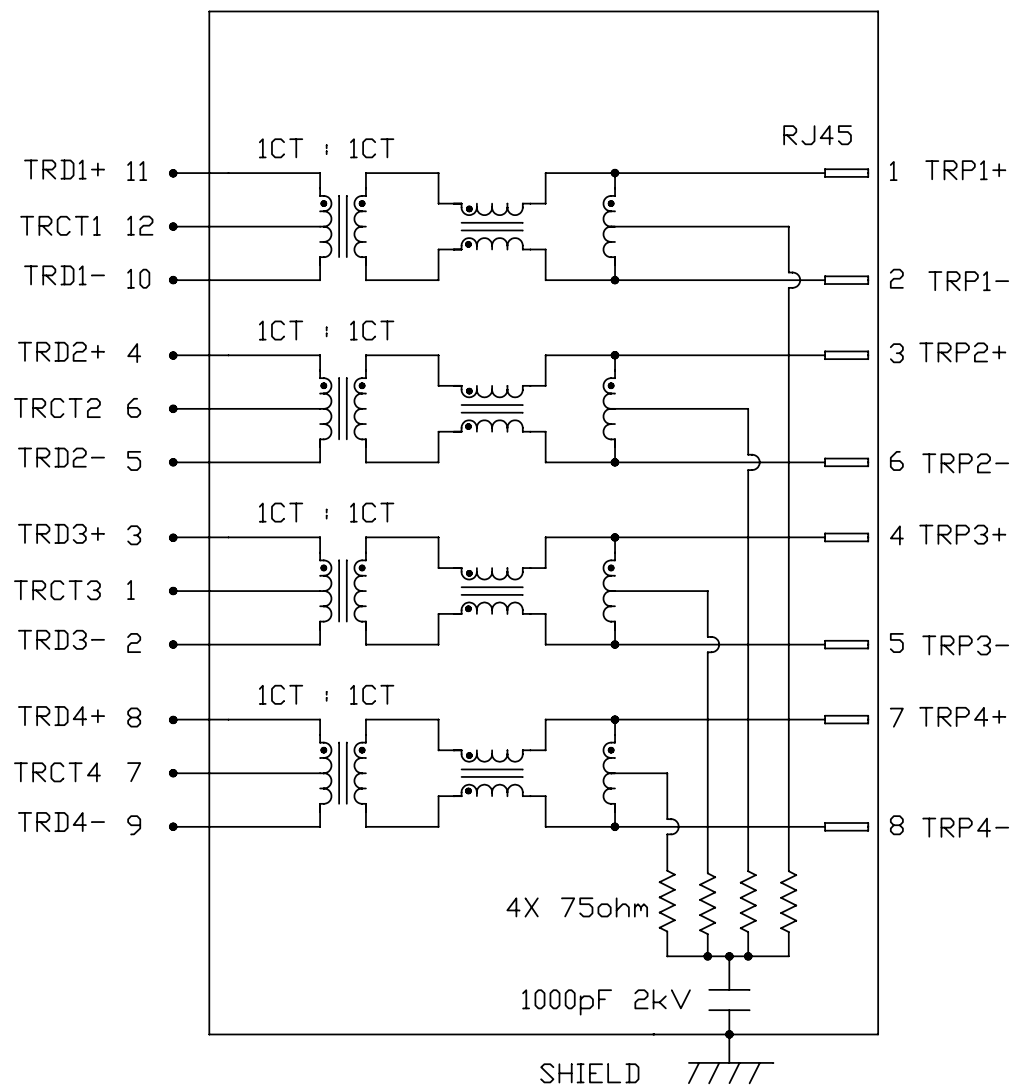 RJ45
1CT : 1CT
TRD1+ 11
1 TRP1+
TRCT1 12
TRD1- 10
2 TRP1-
1CT : 1CT
TRD2+ 4
3 TRP2+
TRCT2 6
TRD2- 5
6 TRP2-
1CT : 1CT
TRD3+ 3
4 TRP3+
TRCT3 1
TRD3- 2
5 TRP3-
1CT : 1CT
TRD4+ 8
7 TRP4+
TRCT4 7
TRD4- 9
8 TRP4-
4X 75ohm
1000pF 2kV
SHIELD